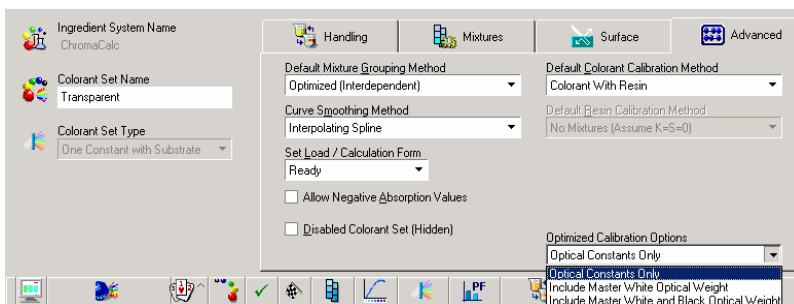 Ingredient System Name
ChromaCalc
Colorant Set Name
Transparent
Colorant Set Type
One Constant with Substrate
Handling
Mixtures
Surface
Advanced
Default Mixture Grouping Method
Optimized (Interdependent)
Curve Smoothing Method
Interpolating Spline
Set Load / Calculation Form
Ready
Allow Negative Absorption Values
Disabled Colorant Set (Hidden)
Default Colorant Calibration Method
Colorant With Resin
Default Resin Calibration Method
No Mixtures (Assume K=S=0)
Optimized Calibration Options
Optical Constants Only
Optical Constants Only
Include Master White Optical Weight
Include Master White and Black Optical Weight
PF